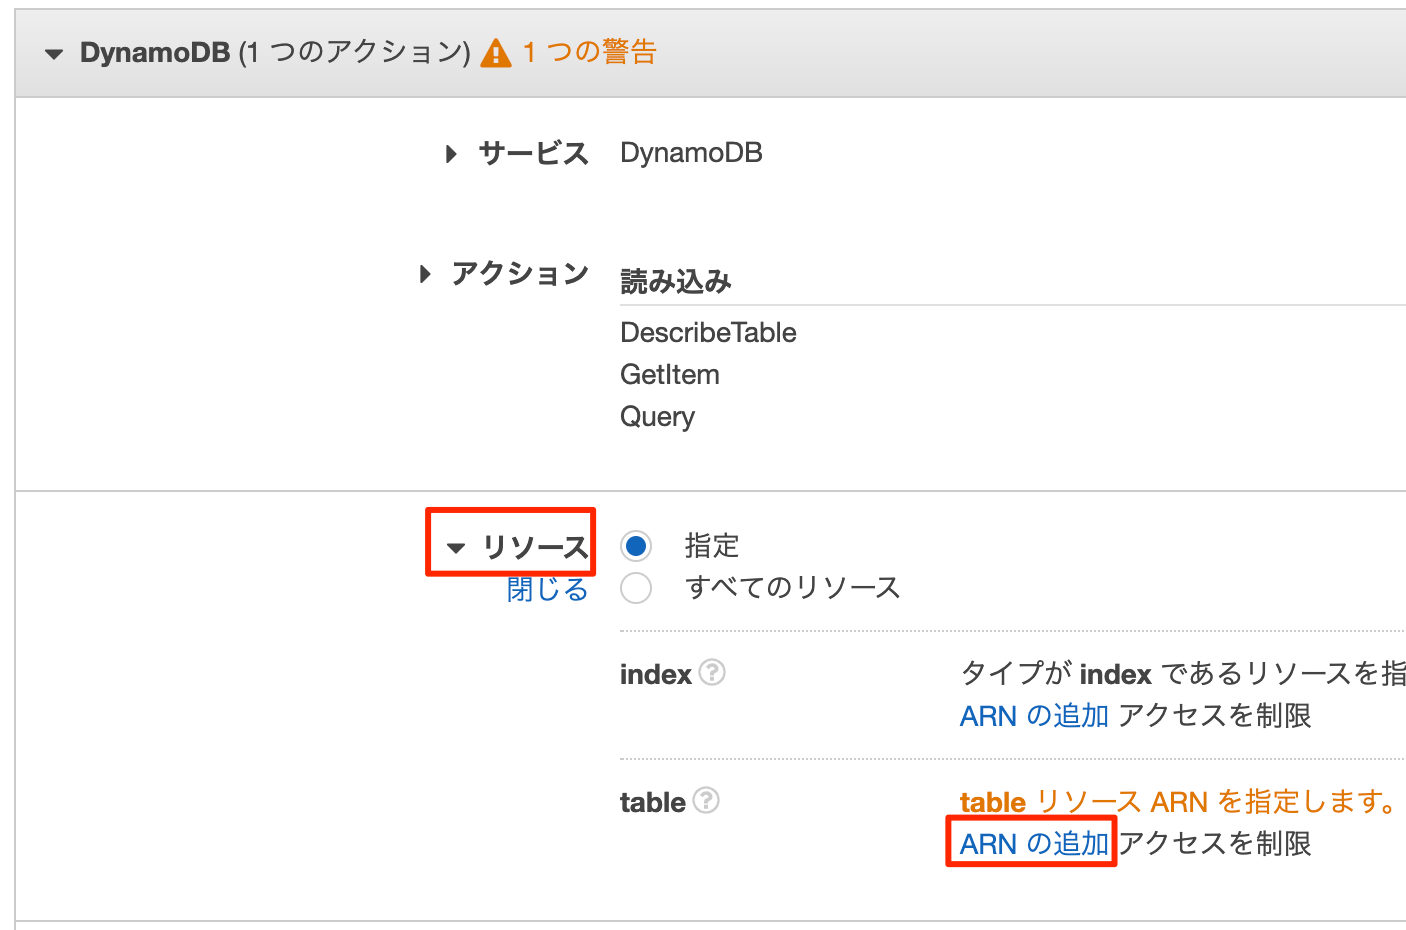 DynamoDB (1 つのアクション) 1 つの警告
サービス DynamoDB
アクション 読み込み
DescribeTable
GetItem
Query
リソース 指定
閉じる すべてのリソース
index ? タイプが index であるリソースを指
ARN の追加 アクセスを制限
table ? table リソース ARN を指定します。
ARN の追加 アクセスを制限